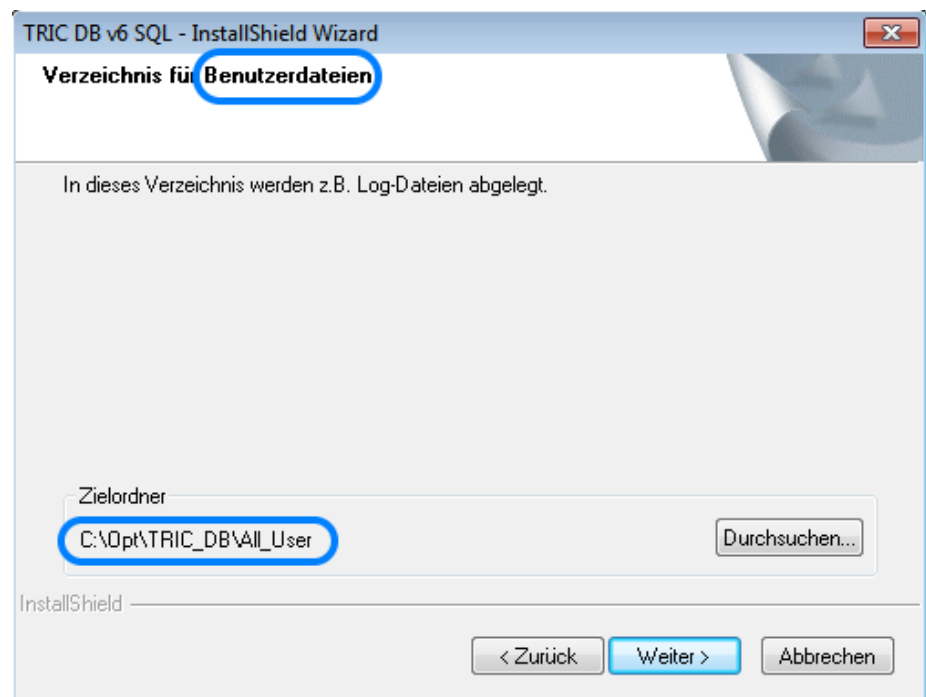 TRIC DB v6 SQL - InstallShield Wizard
Verzeichnis für Benutzerdateien
In dieses Verzeichnis werden z.B. Log-Dateien abgelegt.
Zielordner
C:\Opt\TRIC_DB\All_User
Durchsuchen...
InstallShield
< Zurück Weiter > Abbrechen